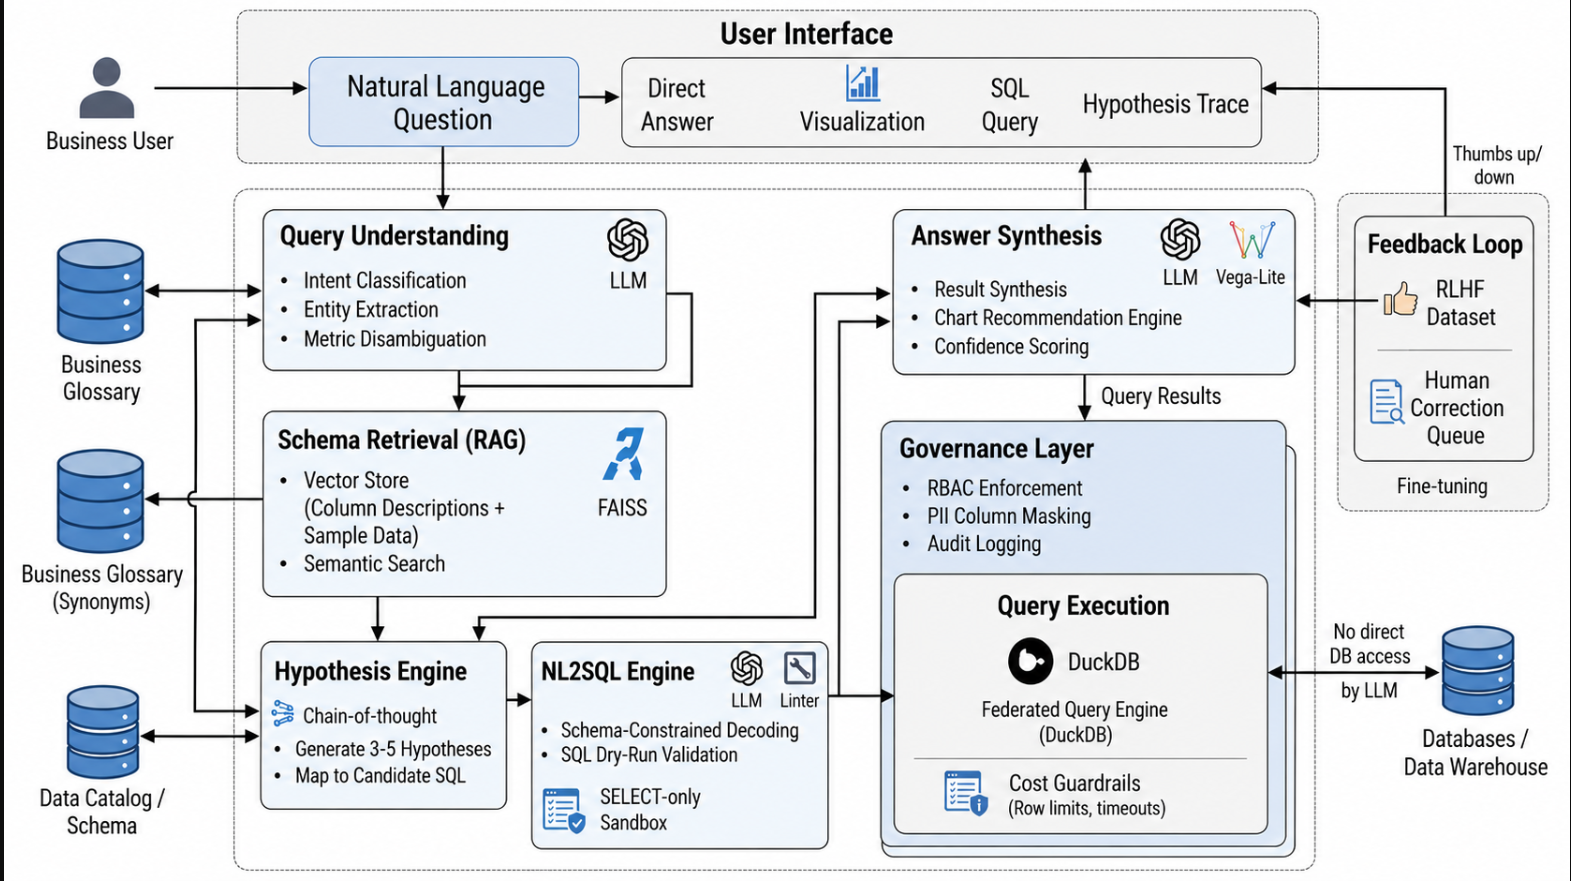 User Interface
Business User
Natural Language
Question
Direct
Answer
Visualization
SQL
Query
Hypothesis Trace
Thumbs up/
down
Query Understanding
• Intent Classification
• Entity Extraction
• Metric Disambiguation
LLM
Business
Glossary
Answer Synthesis
• Result Synthesis
• Chart Recommendation Engine
• Confidence Scoring
LLM
Vega-Lite
Feedback Loop
RLHF
Dataset
Human
Correction
Queue
Fine-tuning
Query Results
Schema Retrieval (RAG)
• Vector Store
(Column Descriptions +
Sample Data)
• Semantic Search
FAISS
Business Glossary
(Synonyms)
Governance Layer
• RBAC Enforcement
• PII Column Masking
• Audit Logging
Hypothesis Engine
Chain-of-thought
• Generate 3-5 Hypotheses
• Map to Candidate SQL
Data Catalog /
Schema
NL2SQL Engine
LLM
Linter
• Schema-Constrained Decoding
• SQL Dry-Run Validation
SELECT-only
Sandbox
Query Execution
DuckDB
Federated Query Engine
(DuckDB)
Cost Guardrails
(Row limits, timeouts)
No direct
DB access
by LLM
Databases /
Data Warehouse